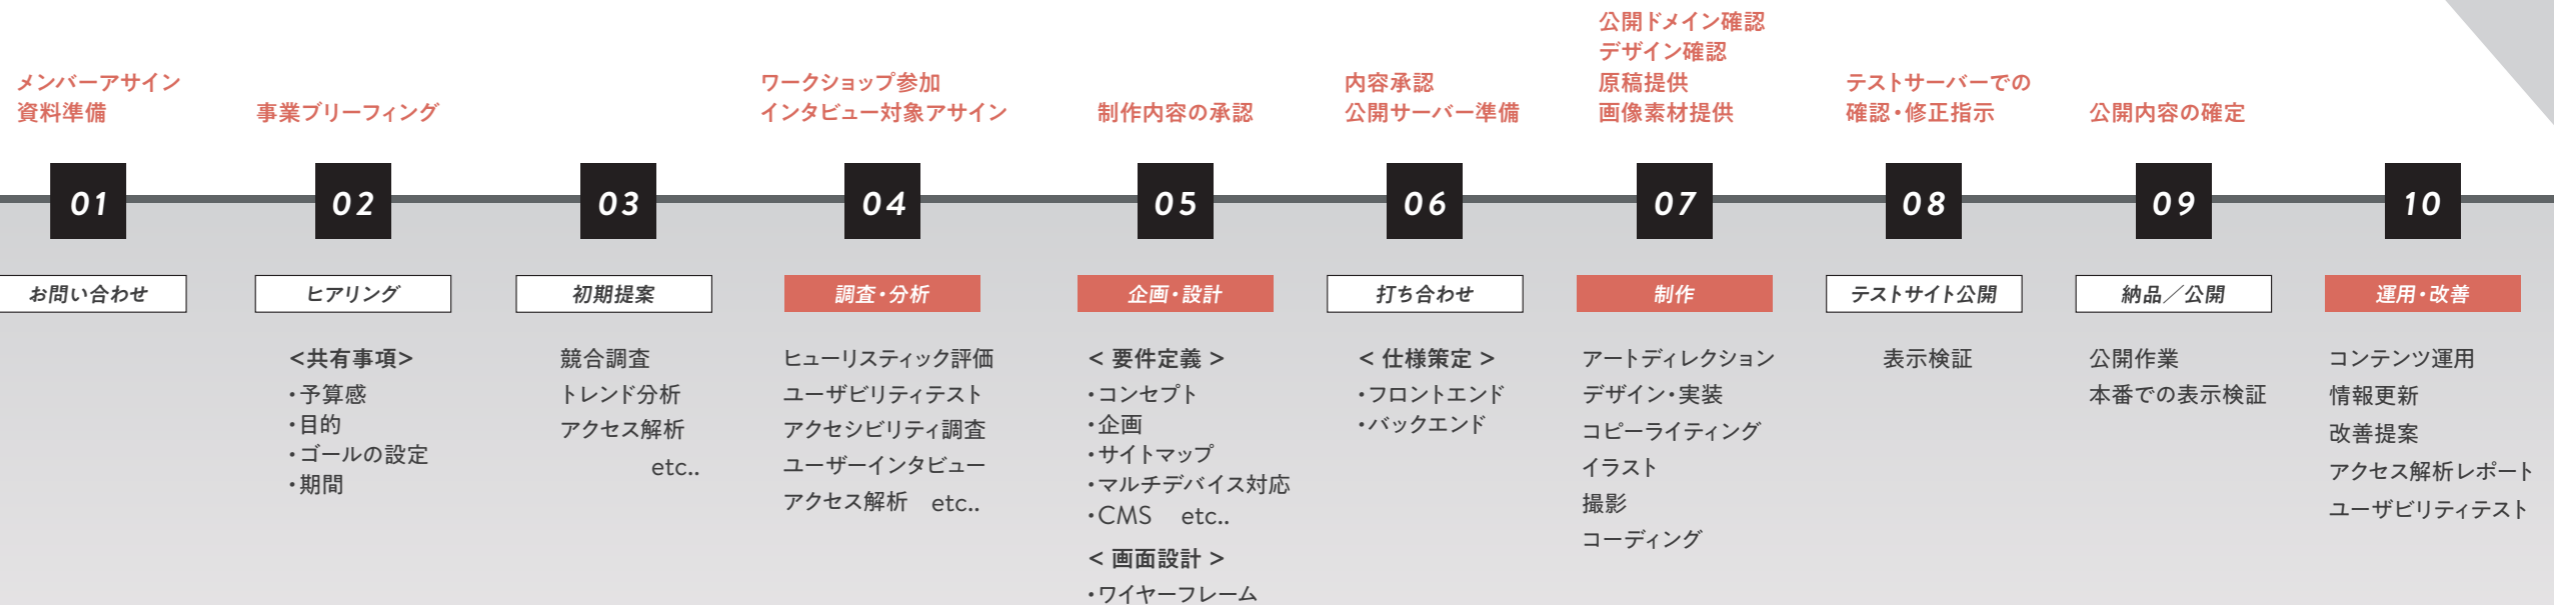 メンバーアサイン
資料準備
事業ブリーフィング
ワークショップ参加
インタビュー対象アサイン
制作内容の承認
内容承認
公開サーバー準備
公開ドメイン確認
デザイン確認
原稿提供
画像素材提供
テストサーバーでの
確認・修正指示
公開内容の確定
01
02
03
04
05
06
07
08
09
10
お問い合わせ
ヒアリング
<共有事項>
・予算感
・目的
・ゴールの設定
・期間
初期提案
競合調査
トレンド分析
アクセス解析
etc..
調査・分析
ヒューリスティック評価
ユーザビリティテスト
アクセシビリティ調査
ユーザーインタビュー
アクセス解析 etc..
企画・設計
< 要件定義 >
・コンセプト
・企画
・サイトマップ
・マルチデバイス対応
・CMS etc..
< 画面設計 >
・ワイヤーフレーム
打ち合わせ
< 仕様策定 >
・フロントエンド
・バックエンド
制作
アートディレクション
デザイン・実装
コピーライティング
イラスト
撮影
コーディング
テストサイト公開
表示検証
納品／公開
公開作業
本番での表示検証
運用・改善
コンテンツ運用
情報更新
改善提案
アクセス解析レポート
ユーザビリティテスト